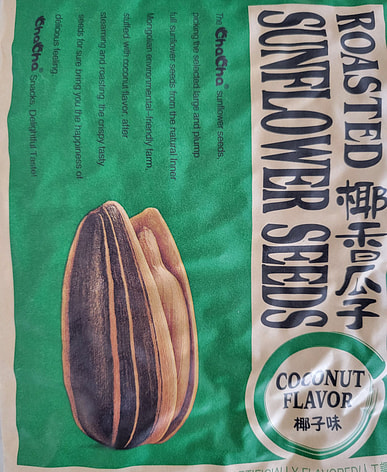 ROASTED 椰香瓜子
SUNFLOWER SEEDS
COCONUT
FLAVOR
椰子味
The ChaCha® sunflower seeds,
picking the selected large and plump
full sunflower seeds from the natural Inner
Mongolian environmental-friendly farm,
stuffed with coconut flavor, after
steaming and roasting, the crispy tasty
seeds for sure bring you the happiness of
delicious feeling.
ChaCha® Snacks, Delightful Taste!
ARTIFICIALLY FLAVORED